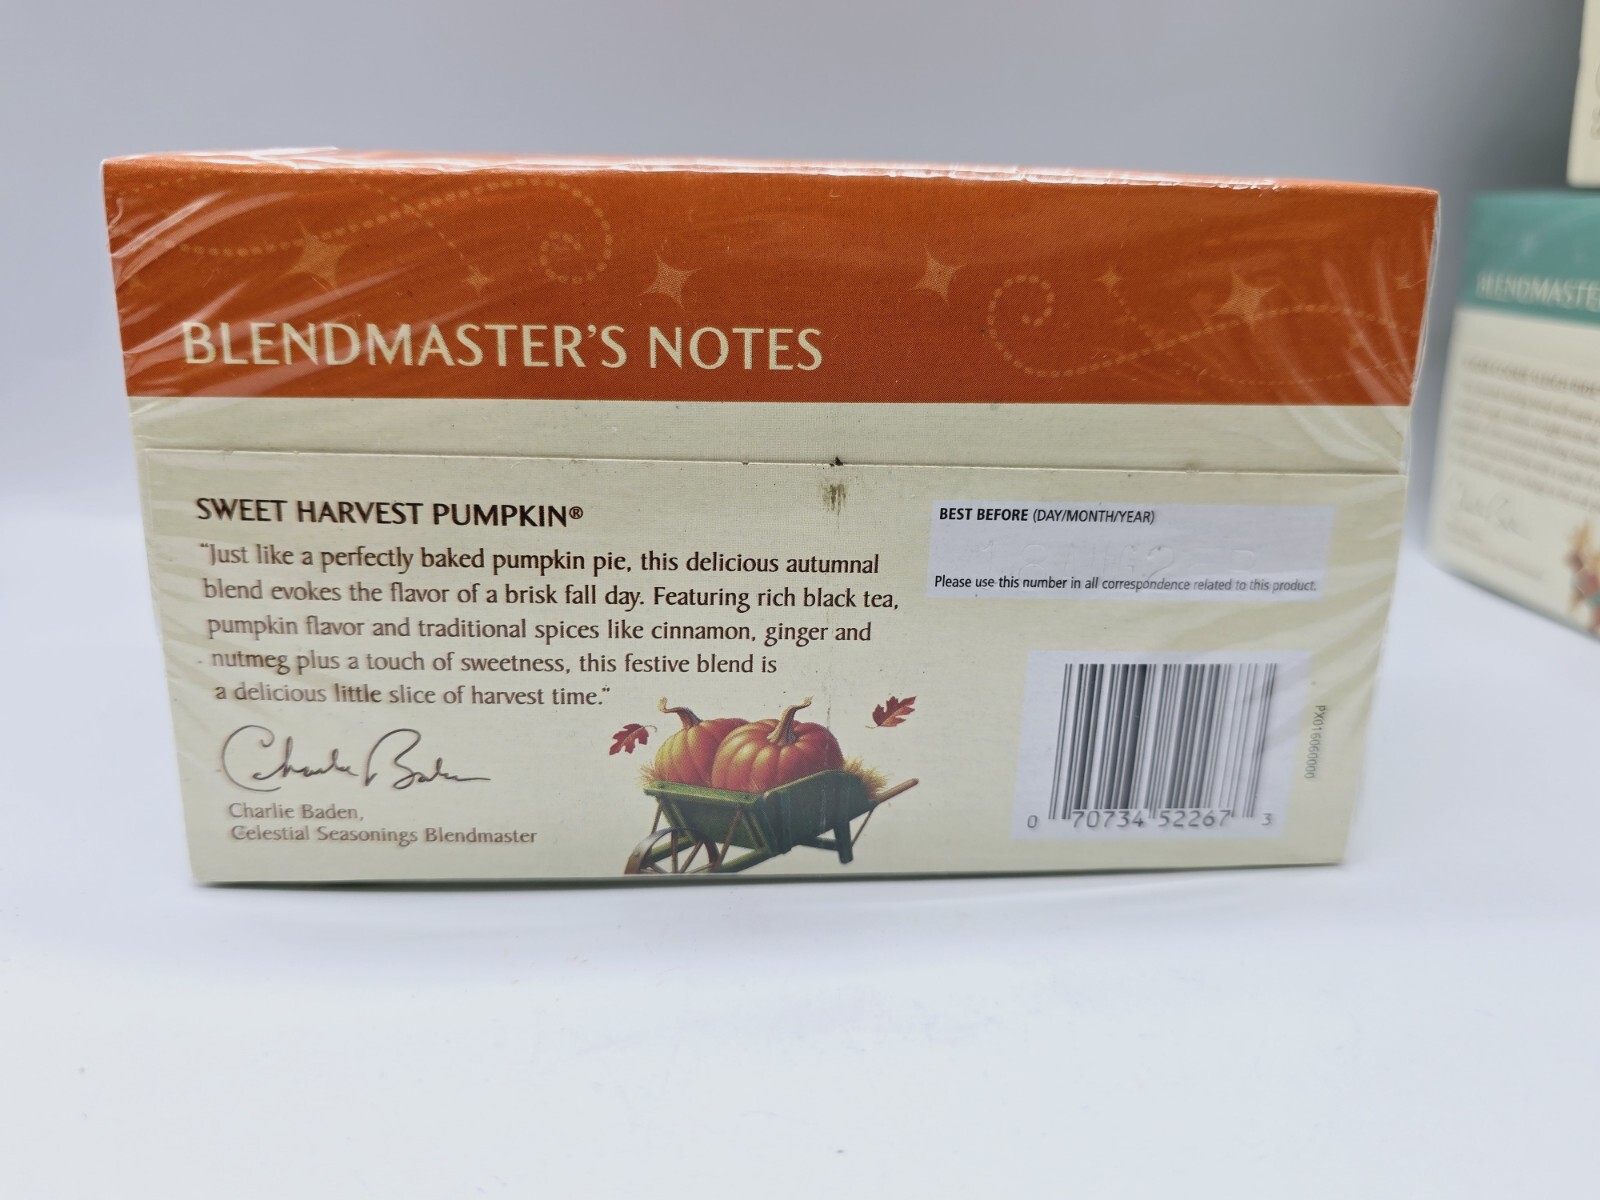 BLENDMASTER'S NOTES
SWEET HARVEST PUMPKIN®
“Just like a perfectly baked pumpkin pie, this delicious autumnal
blend evokes the flavor of a brisk fall day. Featuring rich black tea,
pumpkin flavor and traditional spices like cinnamon, ginger and
nutmeg plus a touch of sweetness, this festive blend is
a delicious little slice of harvest time.”
Charlie Baden
Charlie Baden,
Celestial Seasonings Blendmaster
BEST BEFORE (DAY/MONTH/YEAR)
Please use this number in all correspondence related to this product.
PX016060000
0 70734 52267 3
BLENDMASTE